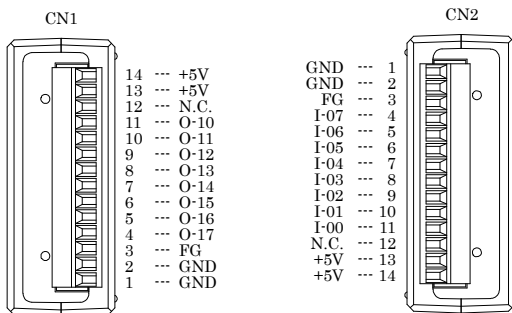 CN1
14 --- +5V
13 --- +5V
12 --- N.C.
11 --- O-10
10 --- O-11
9 --- O-12
8 --- O-13
7 --- O-14
6 --- O-15
5 --- O-16
4 --- O-17
3 --- FG
2 --- GND
1 --- GND
CN2
GND --- 1
GND --- 2
FG --- 3
I-07 --- 4
I-06 --- 5
I-05 --- 6
I-04 --- 7
I-03 --- 8
I-02 --- 9
I-01 --- 10
I-00 --- 11
N.C. --- 12
+5V --- 13
+5V --- 14